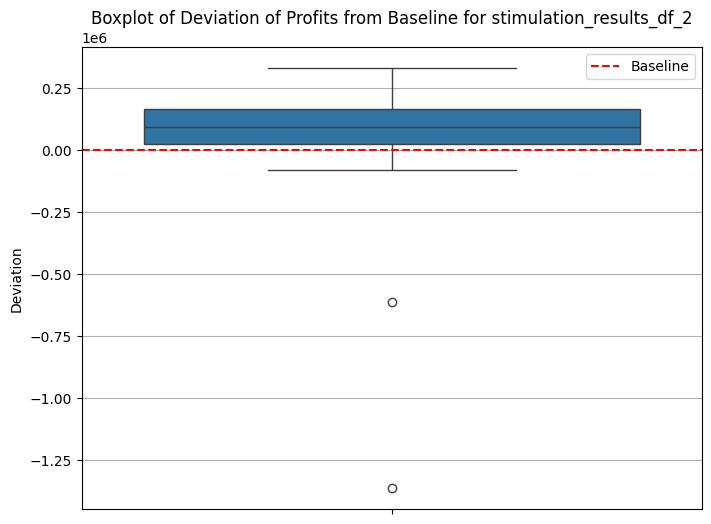 Boxplot of Deviation of Profits from Baseline for stimulation_results_df_2
1e6
Baseline
0.25
0.00
−0.25
−0.50
−0.75
−1.00
−1.25
Deviation